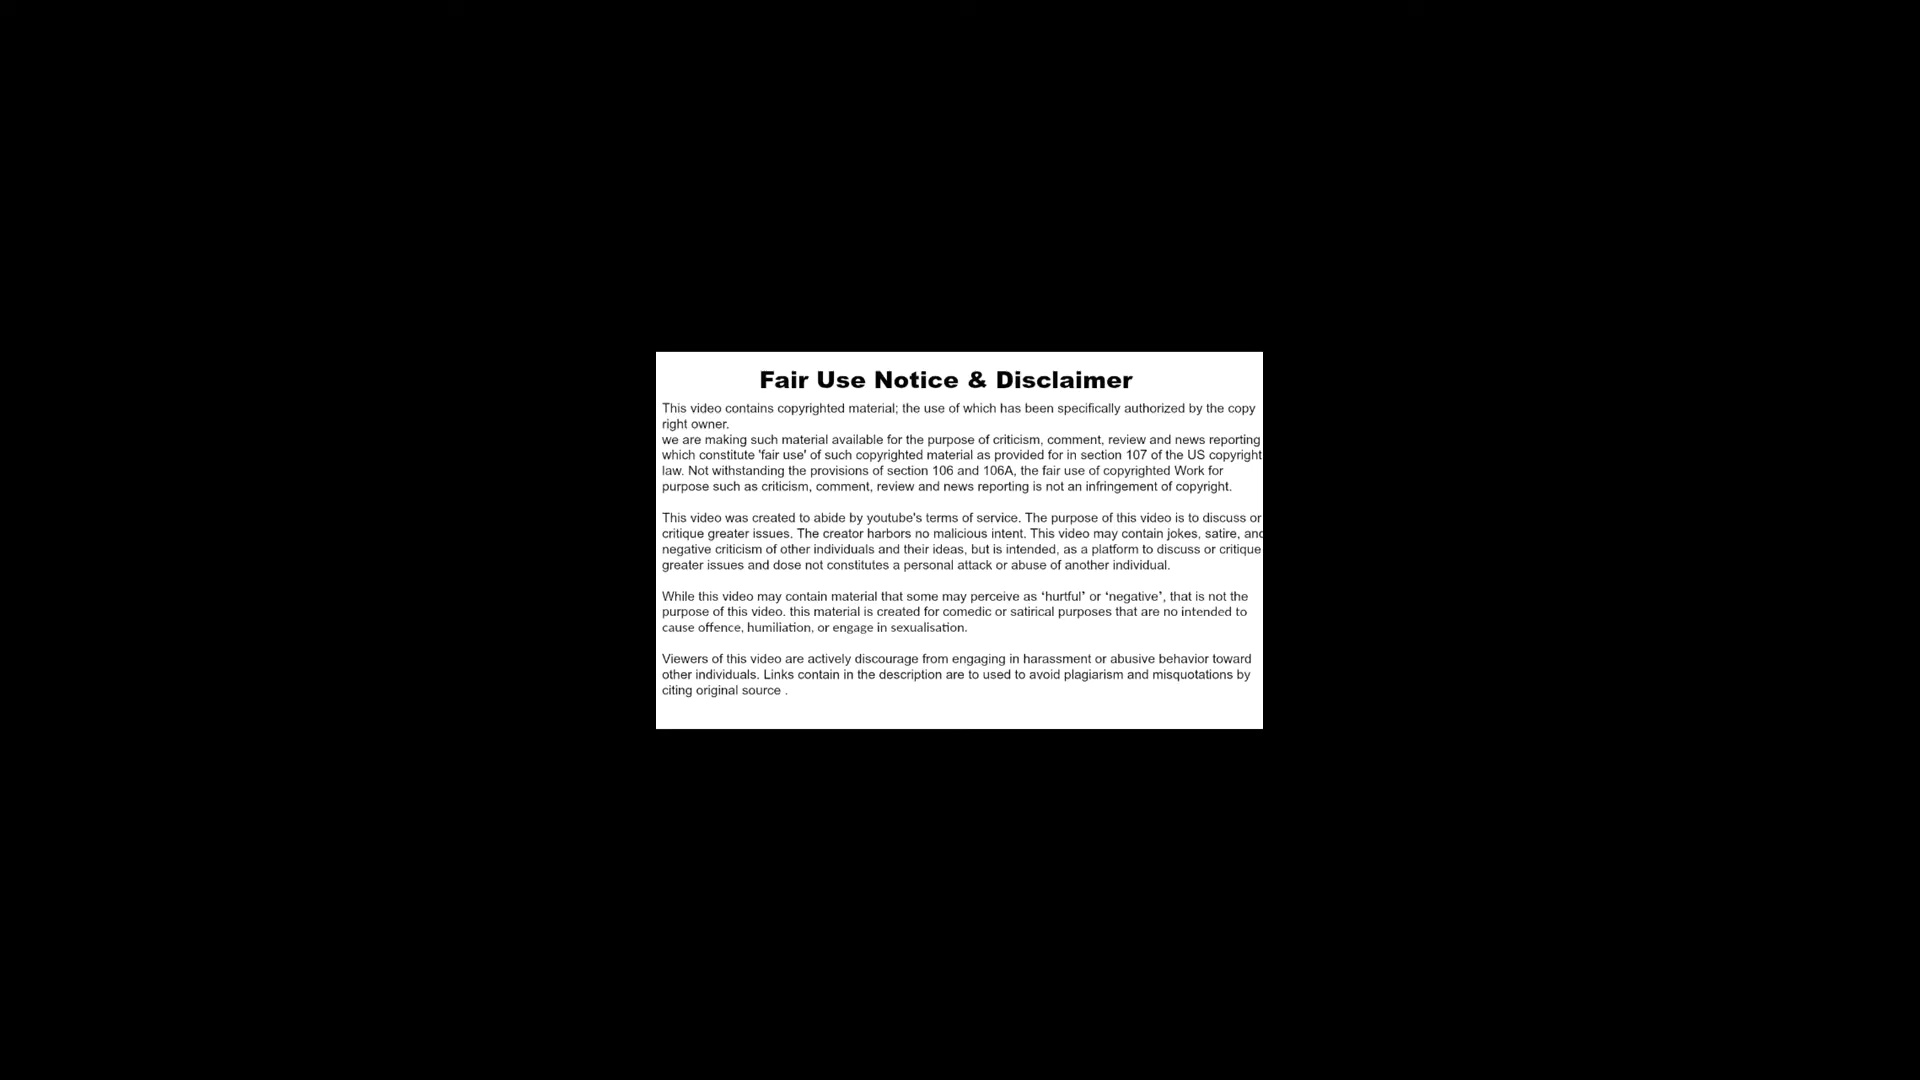 Fair Use Notice & Disclaimer
This video contains copyrighted material; the use of which has been specifically authorized by the copy
right owner.
we are making such material available for the purpose of criticism, comment, review and news reporting
which constitute 'fair use' of such copyrighted material as provided for in section 107 of the US copyright
law. Not withstanding the provisions of section 106 and 106A, the fair use of copyrighted Work for
purpose such as criticism, comment, review and news reporting is not an infringement of copyright.
This video was created to abide by youtube's terms of service. The purpose of this video is to discuss or
critique greater issues. The creator harbors no malicious intent. This video may contain jokes, satire, and
negative criticism of other individuals and their ideas, but is intended, as a platform to discuss or critique
greater issues and dose not constitutes a personal attack or abuse of another individual.
While this video may contain material that some may perceive as ‘hurtful’ or ‘negative’, that is not the
purpose of this video. this material is created for comedic or satirical purposes that are no intended to
cause offence, humiliation, or engage in sexualisation.
Viewers of this video are actively discourage from engaging in harassment or abusive behavior toward
other individuals. Links contain in the description are to used to avoid plagiarism and misquotations by
citing original source .